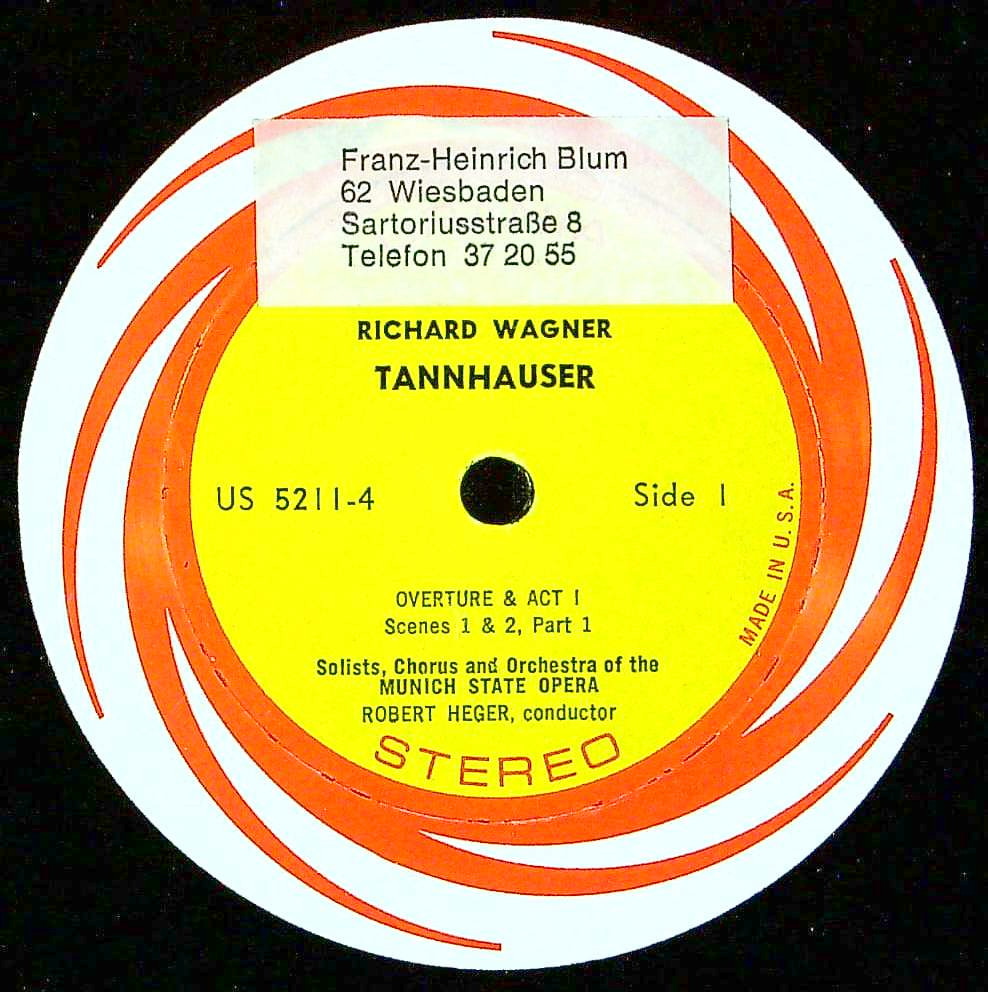 Franz-Heinrich Blum
62 Wiesbaden
Sartoriusstraße 8
Telefon 37 20 55
RICHARD WAGNER
TANNHAUSER
US 5211-4
Side 1
MADE IN U.S.A.
OVERTURE & ACT I
Scenes 1 & 2, Part 1
Solists, Chorus and Orchestra of the
MUNICH STATE OPERA
ROBERT HEGER, conductor
STEREO